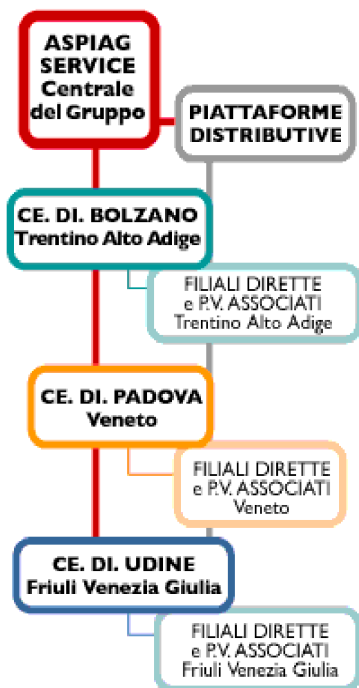 ASPIAG
SERVICE
Centrale
del Gruppo
PIATTAFORME
DISTRIBUTIVE
CE. DI. BOLZANO
Trentino Alto Adige
FILIALI DIRETTE
e P.V. ASSOCIATI
Trentino Alto Adige
CE. DI. PADOVA
Veneto
FILIALI DIRETTE
e P.V. ASSOCIATI
Veneto
CE. DI. UDINE
Friuli Venezia Giulia
FILIALI DIRETTE
e P.V. ASSOCIATI
Friuli Venezia Giulia